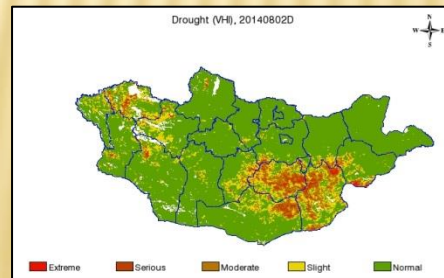 Drought (VHI), 20140802D
N
W E
S
Extreme Serious Moderate Slight Normal